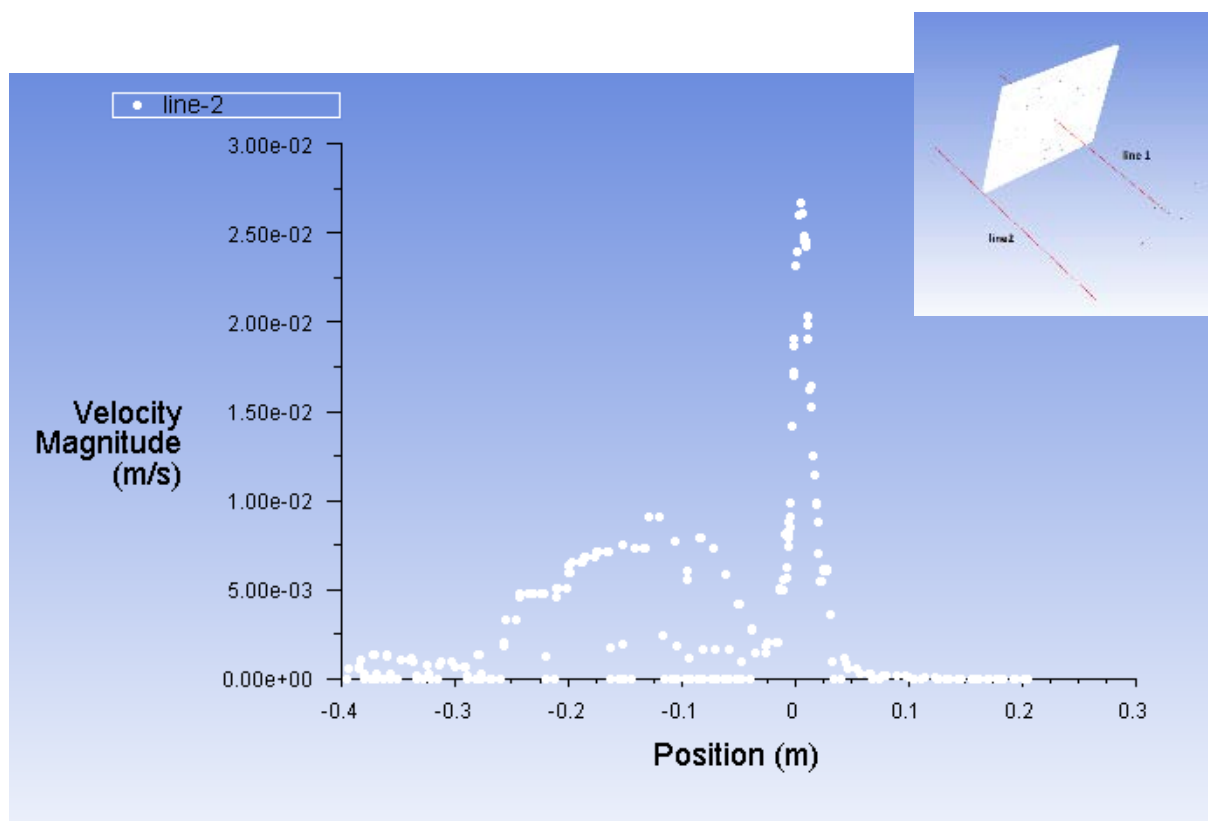 line-2
3.00e-02
2.50e-02
2.00e-02
1.50e-02
1.00e-02
5.00e-03
0.00e+00
Velocity
Magnitude
(m/s)
-0.4 -0.3 -0.2 -0.1 0 0.1 0.2 0.3
Position (m)
line 1
line2